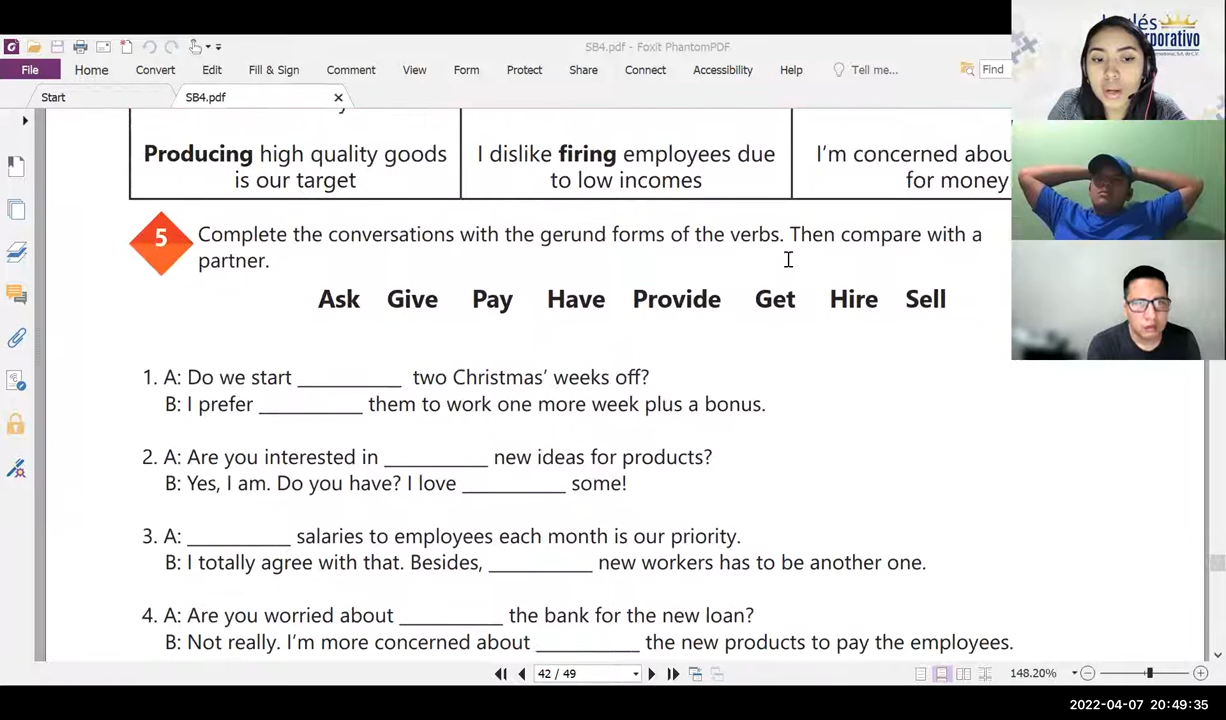 SB4.pdf - Foxit PhantomPDF
File Home Convert Edit Fill & Sign Comment View Form Protect Share Connect Accessibility Help Tell me... Find
Start SB4.pdf
Producing high quality goods
is our target
I dislike firing employees due
to low incomes
I'm concerned
for money
5 Complete the conversations with the gerund forms of the verbs. Then compare with a
partner.
Ask Give Pay Have Provide Get Hire Sell
1. A: Do we start __________ two Christmas' weeks off?
B: I prefer __________ them to work one more week plus a bonus.
2. A: Are you interested in __________ new ideas for products?
B: Yes, I am. Do you have? I love __________ some!
3. A: __________ salaries to employees each month is our priority.
B: I totally agree with that. Besides, __________ new workers has to be another one.
4. A: Are you worried about __________ the bank for the new loan?
B: Not really. I'm more concerned about __________ the new products to pay the employees.
42 / 49
148.20%
2022-04-07 20:49:35